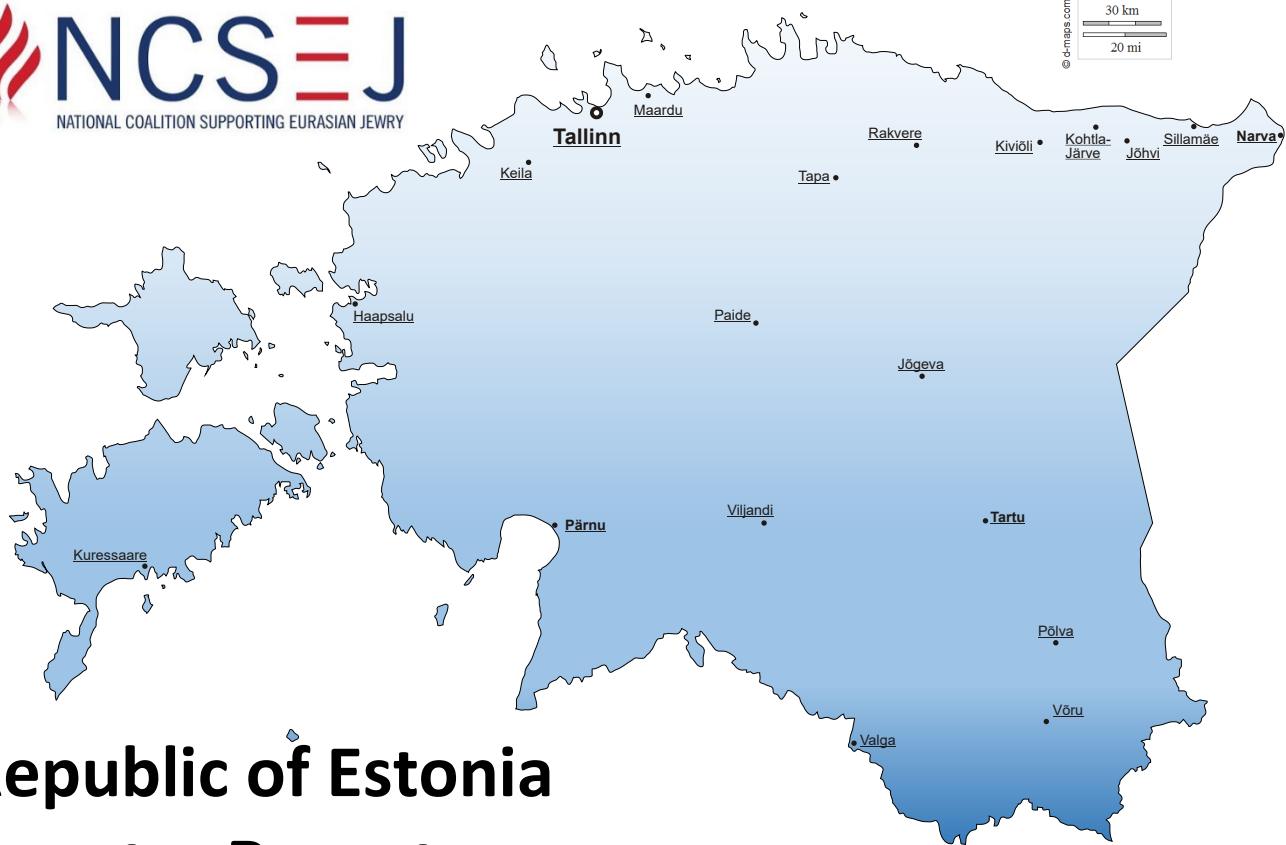 NCSEJ
NATIONAL COALITION SUPPORTING EURASIAN JEWRY
© d-maps.com
30 km
20 mi
Maardu
Tallinn
Keila
Rakvere
Tapa
Kiviõli
Kohtla-
Järve
Jõhvi
Sillamäe
Narva
Haapsalu
Paide
Jõgeva
Viljandi
Tartu
Pärnu
Kuressaare
Põlva
Võru
Valga
epublic of Estonia